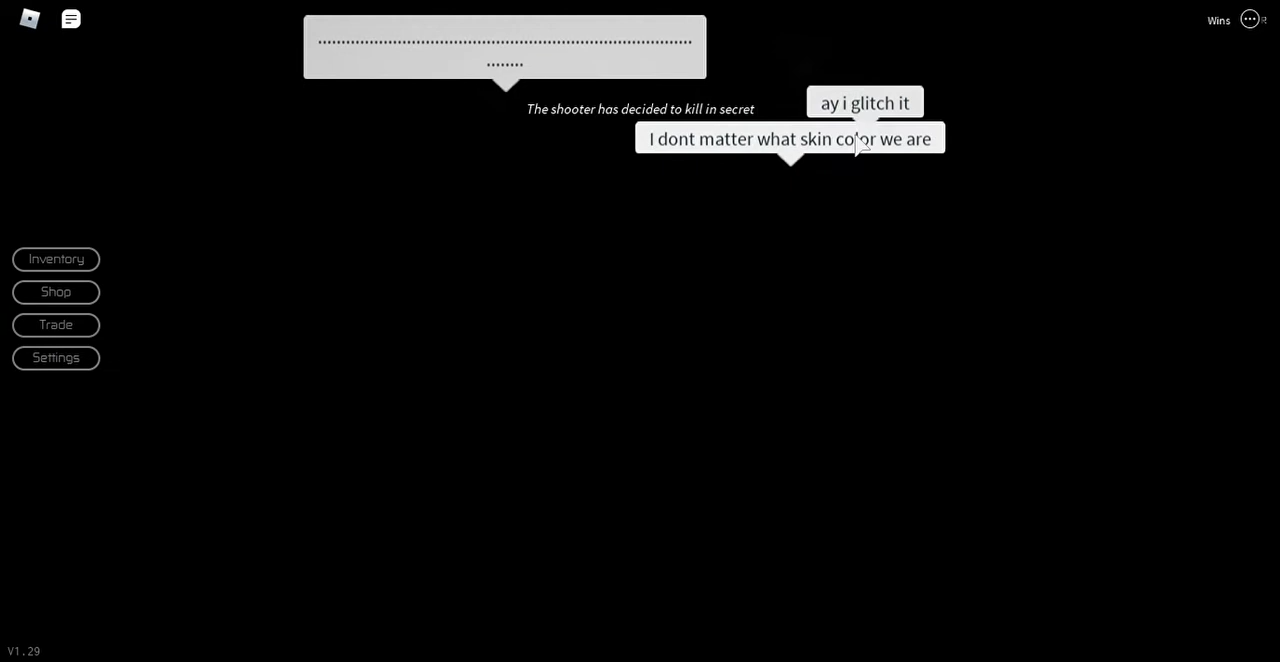 Wins
................................................................................
........
ay i glitch it
The shooter has decided to kill in secret
I dont matter what skin color we are
Inventory
Shop
Trade
Settings
V1.29